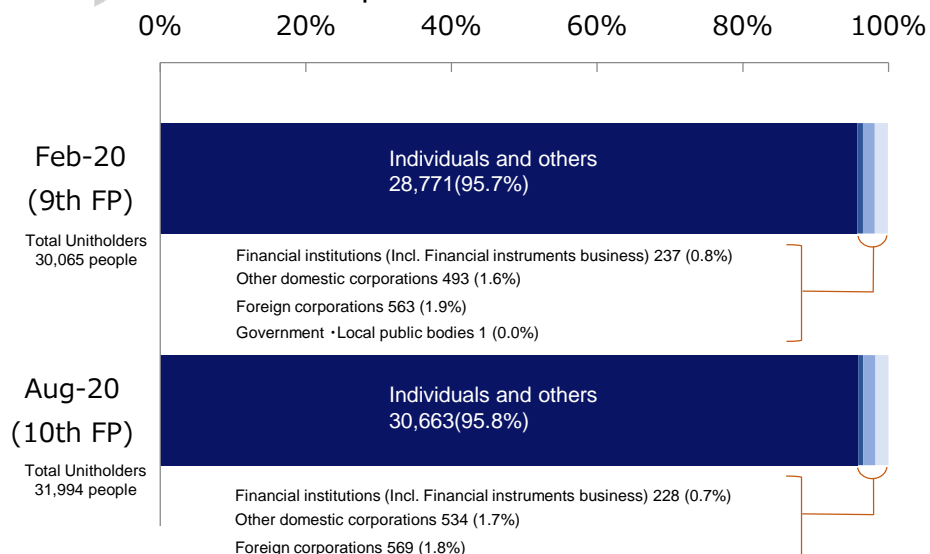 0% 20% 40% 60% 80% 100%
Feb-20
(9th FP)
Total Unitholders
30,065 people
Individuals and others
28,771(95.7%)
Financial institutions (Incl. Financial instruments business) 237 (0.8%)
Other domestic corporations 493 (1.6%)
Foreign corporations 563 (1.9%)
Government ・Local public bodies 1 (0.0%)
Aug-20
(10th FP)
Total Unitholders
31,994 people
Individuals and others
30,663(95.8%)
Financial institutions (Incl. Financial instruments business) 228 (0.7%)
Other domestic corporations 534 (1.7%)
Foreign corporations 569 (1.8%)